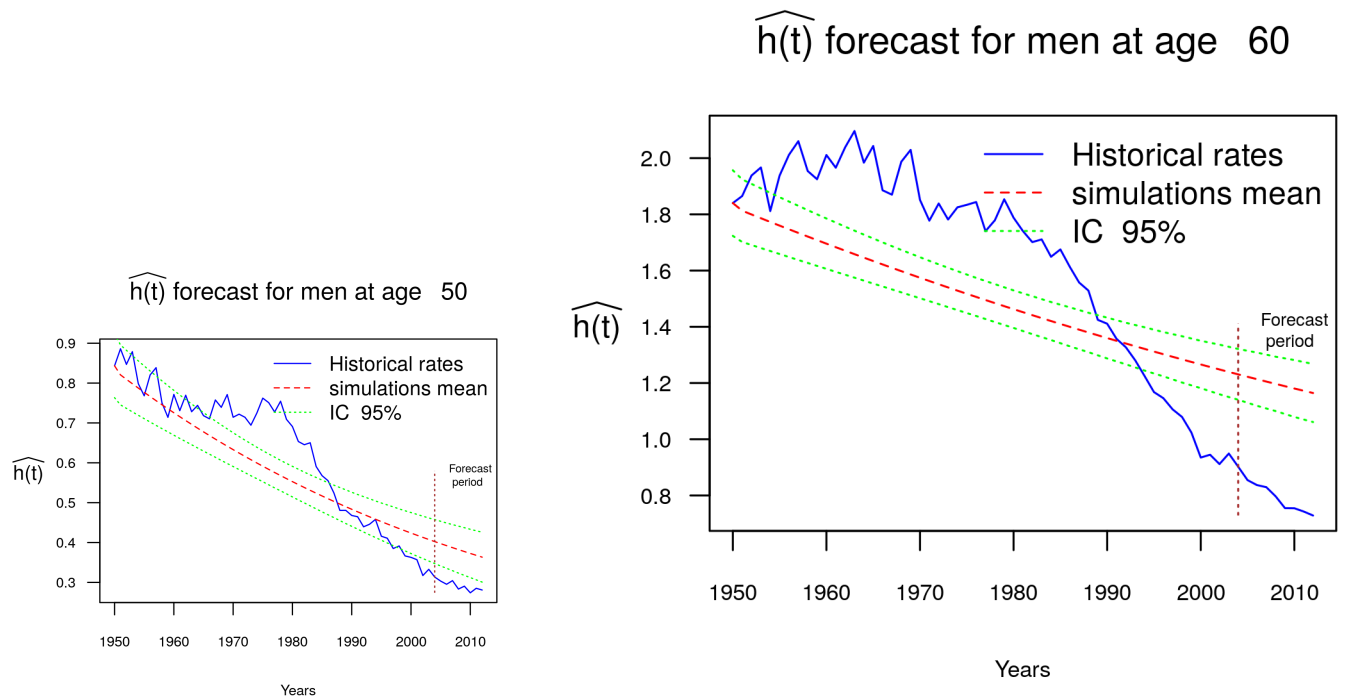 h(t) forecast for men at age 50
0.9
0.8
0.7
0.6
0.5
0.4
0.3
h(t)
Historical rates
simulations mean
IC 95%
Forecast
period
1950 1960 1970 1980 1990 2000 2010
Years
h(t) forecast for men at age 60
2.0
1.8
1.6
1.4
1.2
1.0
0.8
h(t)
Historical rates
simulations mean
IC 95%
Forecast
period
1950 1960 1970 1980 1990 2000 2010
Years